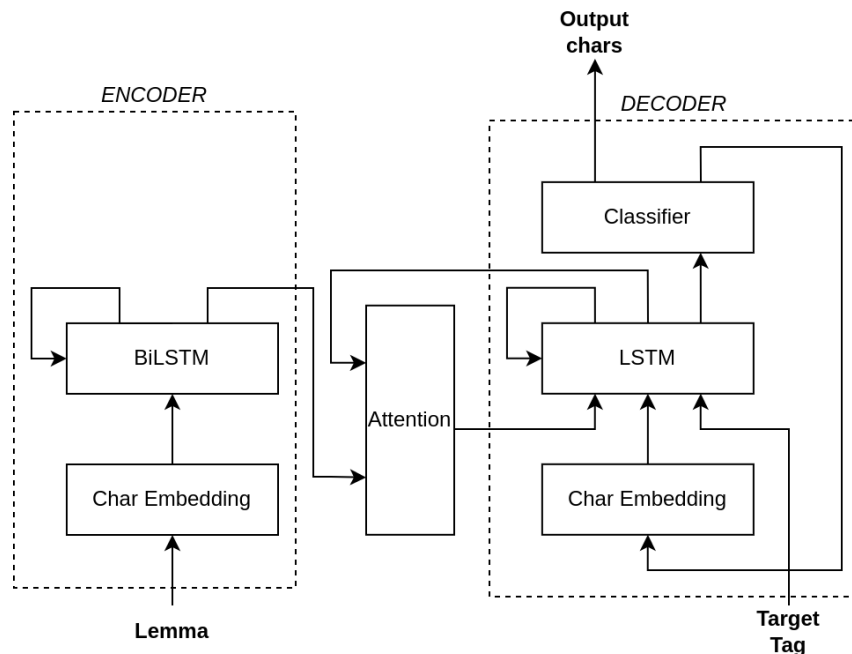 Output
chars
ENCODER
DECODER
Classifier
BiLSTM
LSTM
Attention
Char Embedding
Char Embedding
Lemma
Target
Tag